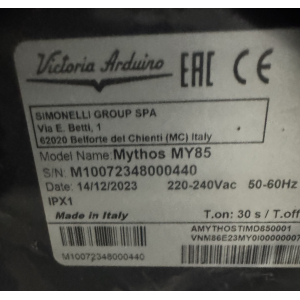 Victoria Arduino EAC CE
SIMONELLI GROUP SPA
Via E. Betti, 1
62020 Belforte del Chienti (MC) Italy
Model Name:Mythos MY85
S/N: M10072348000440
Date: 14/12/2023 220-240Vac 50-60Hz
IPX1
Made in Italy T.on: 30 s / T.off
AMYTHOSTIMD850001
M10072348000440